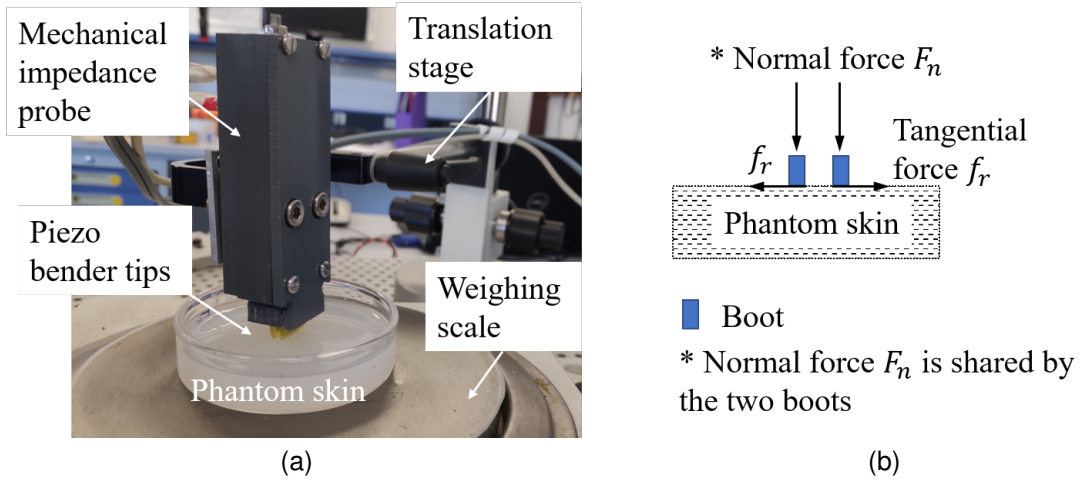 Mechanical
impedance
probe
Translation
stage
Piezo
bender tips
Weighing
scale
Phantom skin
(a)
* Normal force Fₙ
fᵣ
Tangential
force fᵣ
Phantom skin
Boot
* Normal force Fₙ is shared by
the two boots
(b)